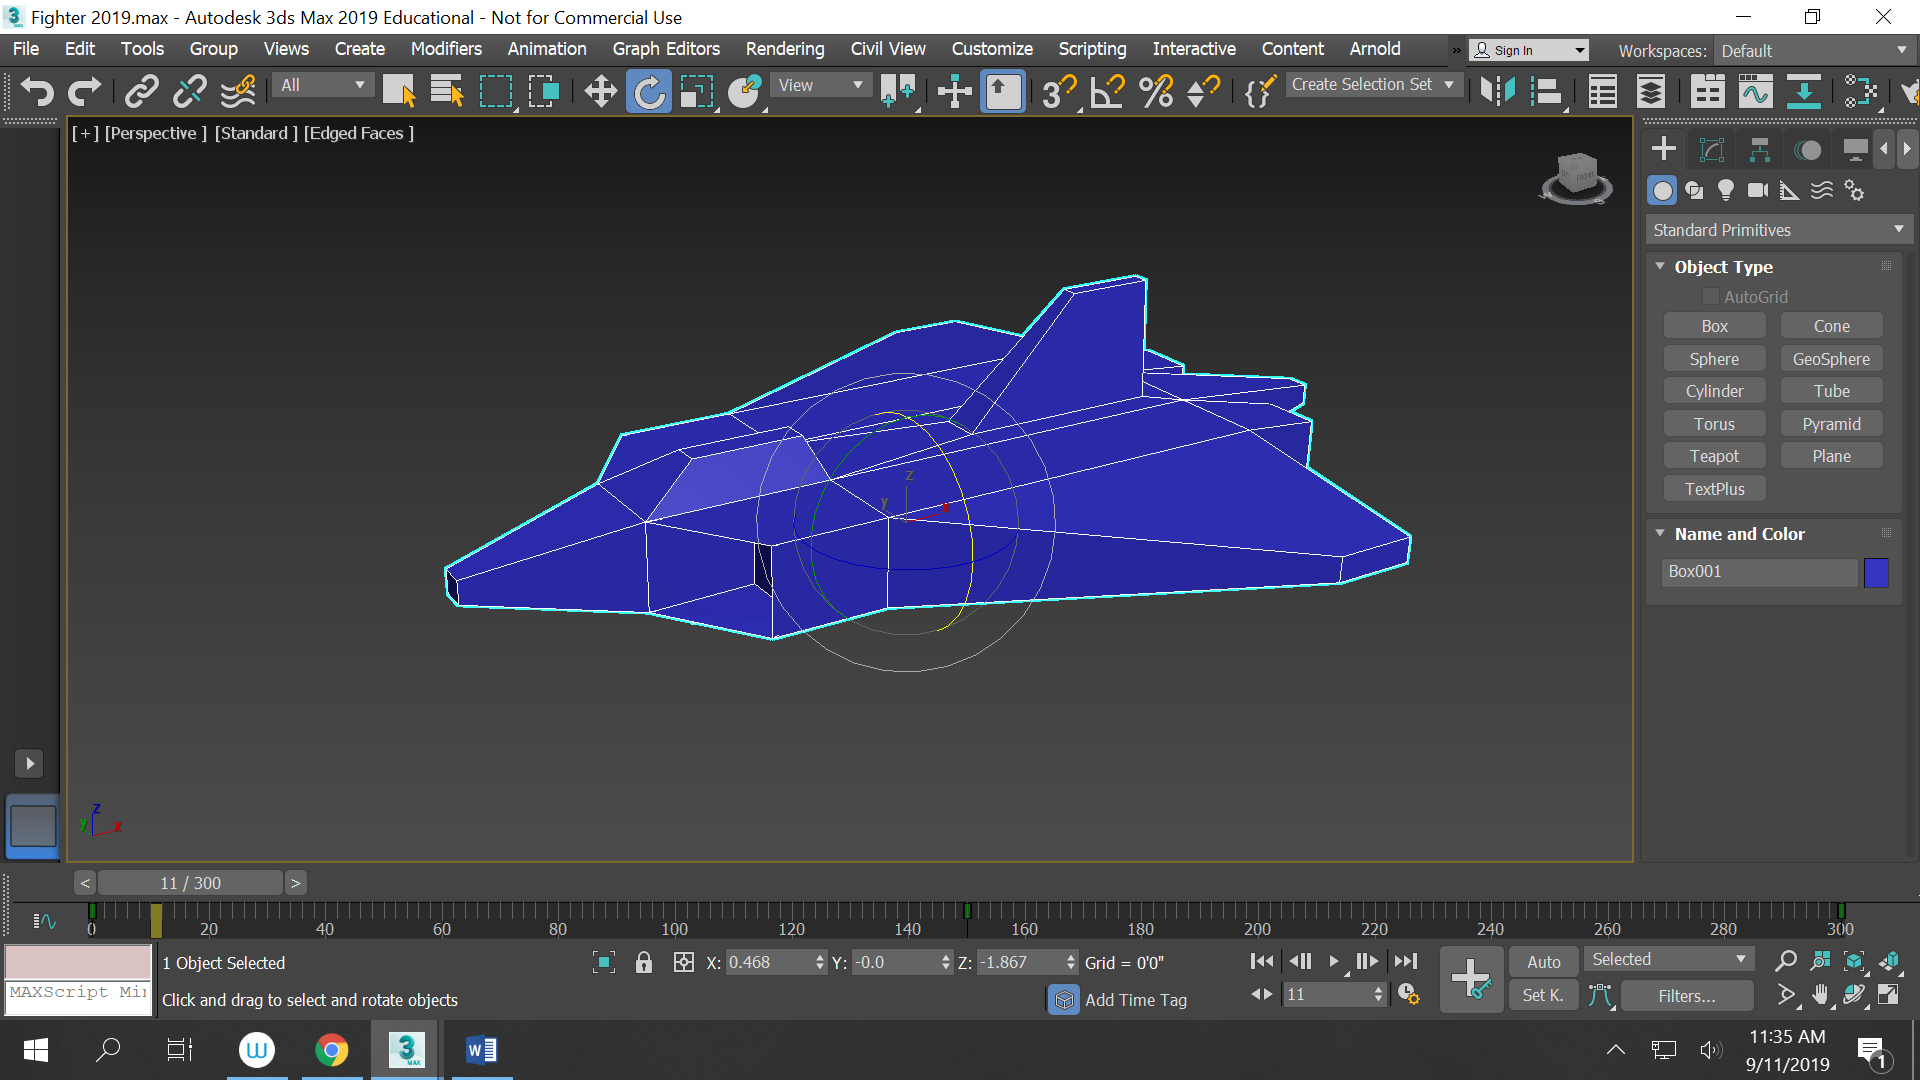 Fighter 2019.max - Autodesk 3ds Max 2019 Educational - Not for Commercial Use
File Edit Tools Group Views Create Modifiers Animation Graph Editors Rendering Civil View Customize Scripting Interactive Content Arnold » Sign In Workspaces: Default
All View Create Selection Set
[+] [Perspective ] [Standard ] [Edged Faces ]
FRONT
Standard Primitives
Object Type
AutoGrid
Box Cone
Sphere GeoSphere
Cylinder Tube
Torus Pyramid
Teapot Plane
TextPlus
Name and Color
Box001
z
y x
z
y x
< 11 / 300 >
0 20 40 60 80 100 120 140 160 180 200 220 240 260 280 300
1 Object Selected X: 0.468 Y: -0.0 Z: -1.867 Grid = 0'0" Auto Selected
MAXScript Mi Click and drag to select and rotate objects Add Time Tag 11 Set K. Filters...
11:35 AM
9/11/2019
1